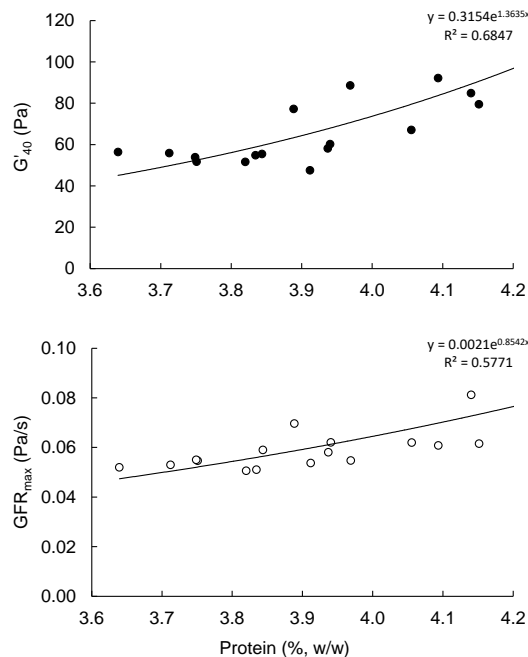 y = 0.3154e^1.3635x
R² = 0.6847
120
100
80
60
40
20
0
G'40 (Pa)
3.6 3.7 3.8 3.9 4.0 4.1 4.2
y = 0.0021e^0.8542x
R² = 0.5771
0.10
0.08
0.06
0.04
0.02
0.00
GFRmax (Pa/s)
3.6 3.7 3.8 3.9 4.0 4.1 4.2
Protein (%, w/w)